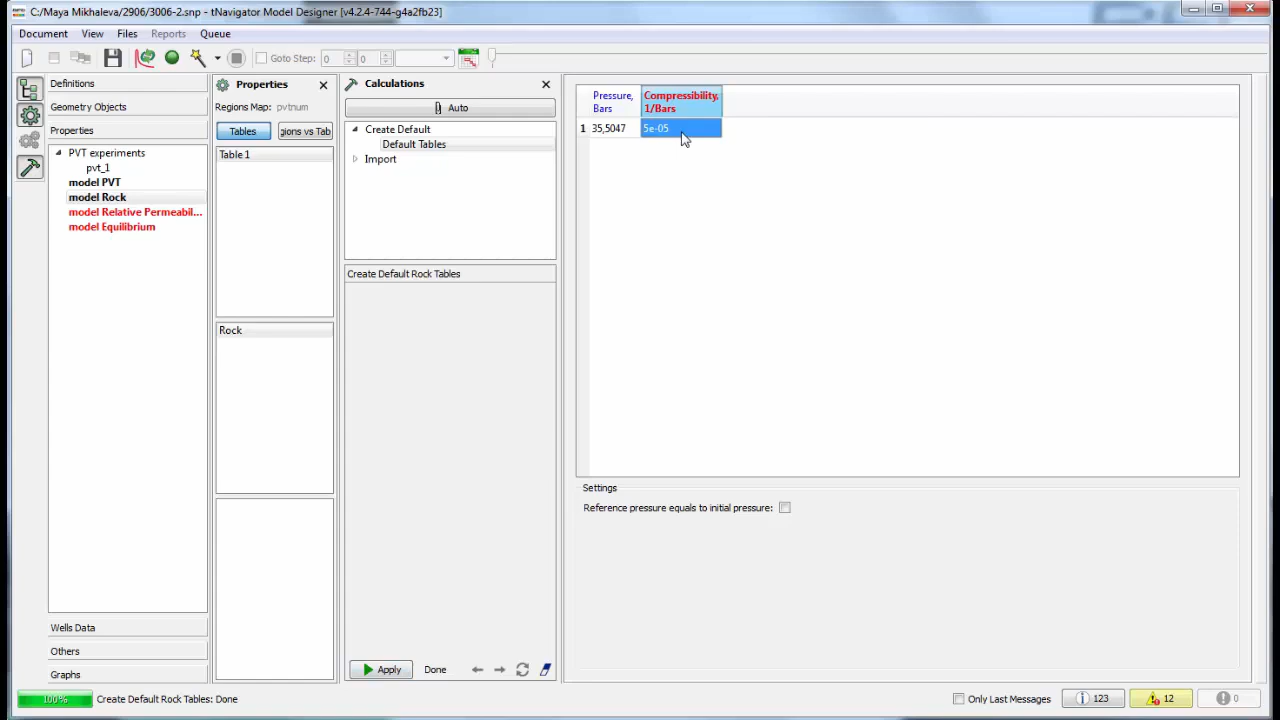 C:/Maya Mikhaleva/2906/3006-2.snp - tNavigator Model Designer [v4.2.4-744-g4a2fb23]
Document View Files Reports Queue
Goto Step: 0 0
Definitions
Geometry Objects
Properties
PVT experiments
pvt_1
model PVT
model Rock
model Relative Permeabil...
model Equilibrium
Wells Data
Others
Graphs
Properties
Regions Map: pvtnum
Tables gions vs Tab
Table 1
Rock
Calculations
Auto
Create Default
Default Tables
Import
Create Default Rock Tables
Apply Done
Pressure, Bars
Compressibility, 1/Bars
1 35,5047 5e-05
Settings
Reference pressure equals to initial pressure:
100% Create Default Rock Tables: Done
Only Last Messages 123 12 0